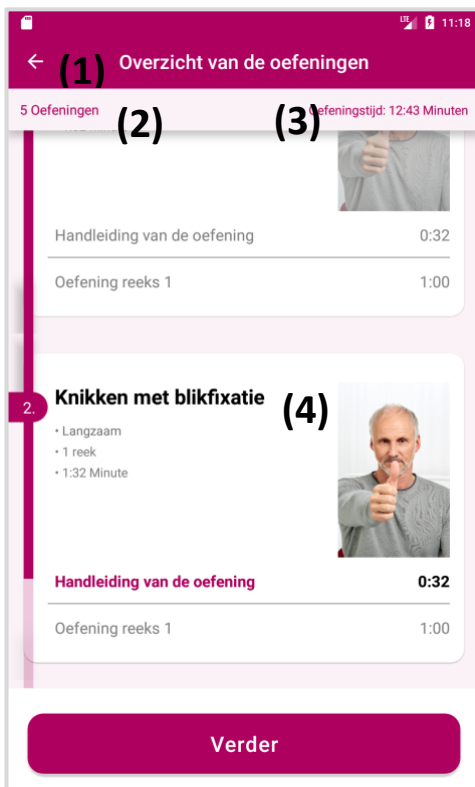 LTE 11:18
(1) Overzicht van de oefeningen
5 Oefeningen (2) (3) Oefeningstijd: 12:43 Minuten
Handleiding van de oefening 0:32
Oefening reeks 1 1:00
2. Knikken met blikfixatie (4)
• Langzaam
• 1 reek
• 1:32 Minute
Handleiding van de oefening 0:32
Oefening reeks 1 1:00
Verder